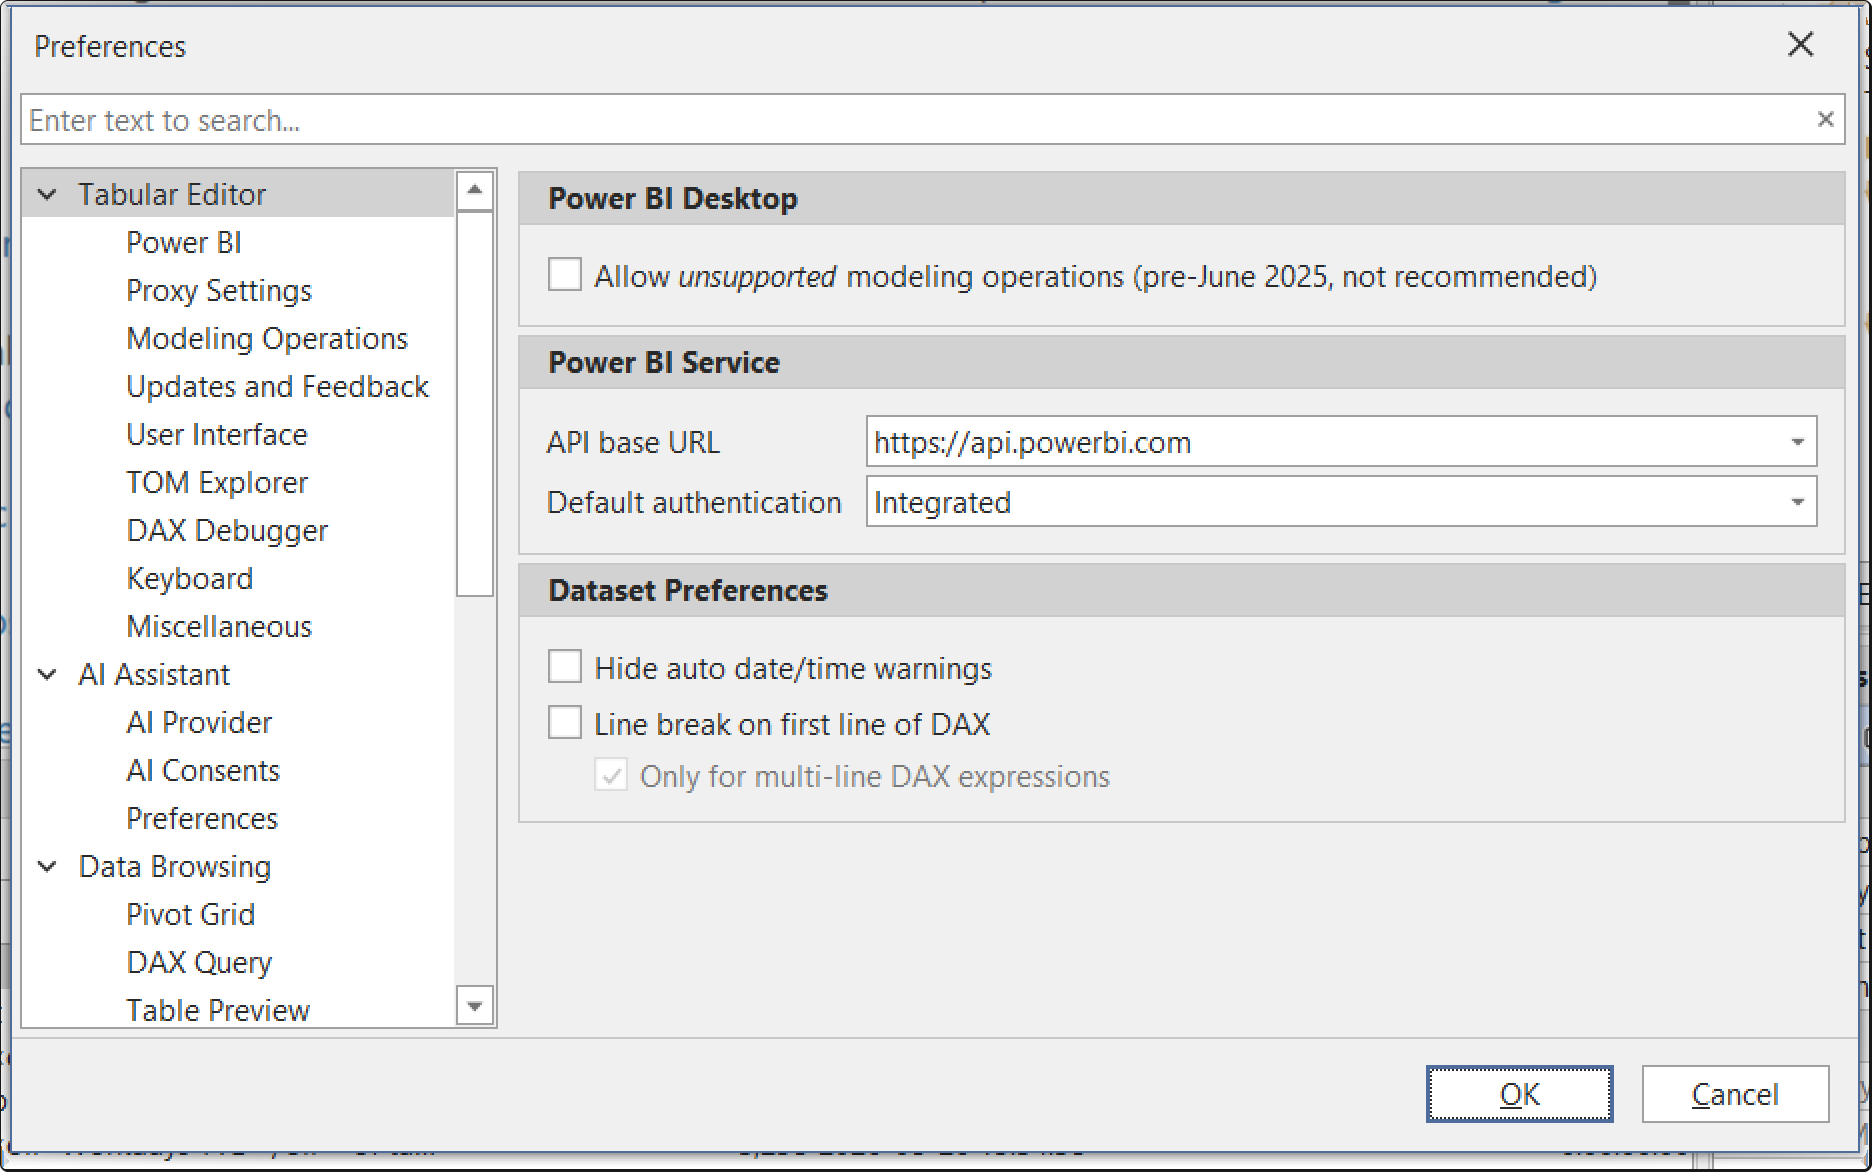 Preferences
Enter text to search...
Tabular Editor
Power BI
Proxy Settings
Modeling Operations
Updates and Feedback
User Interface
TOM Explorer
DAX Debugger
Keyboard
Miscellaneous
AI Assistant
AI Provider
AI Consents
Preferences
Data Browsing
Pivot Grid
DAX Query
Table Preview
Power BI Desktop
Allow unsupported modeling operations (pre-June 2025, not recommended)
Power BI Service
API base URL
https://api.powerbi.com
Default authentication
Integrated
Dataset Preferences
Hide auto date/time warnings
Line break on first line of DAX
Only for multi-line DAX expressions
OK
Cancel